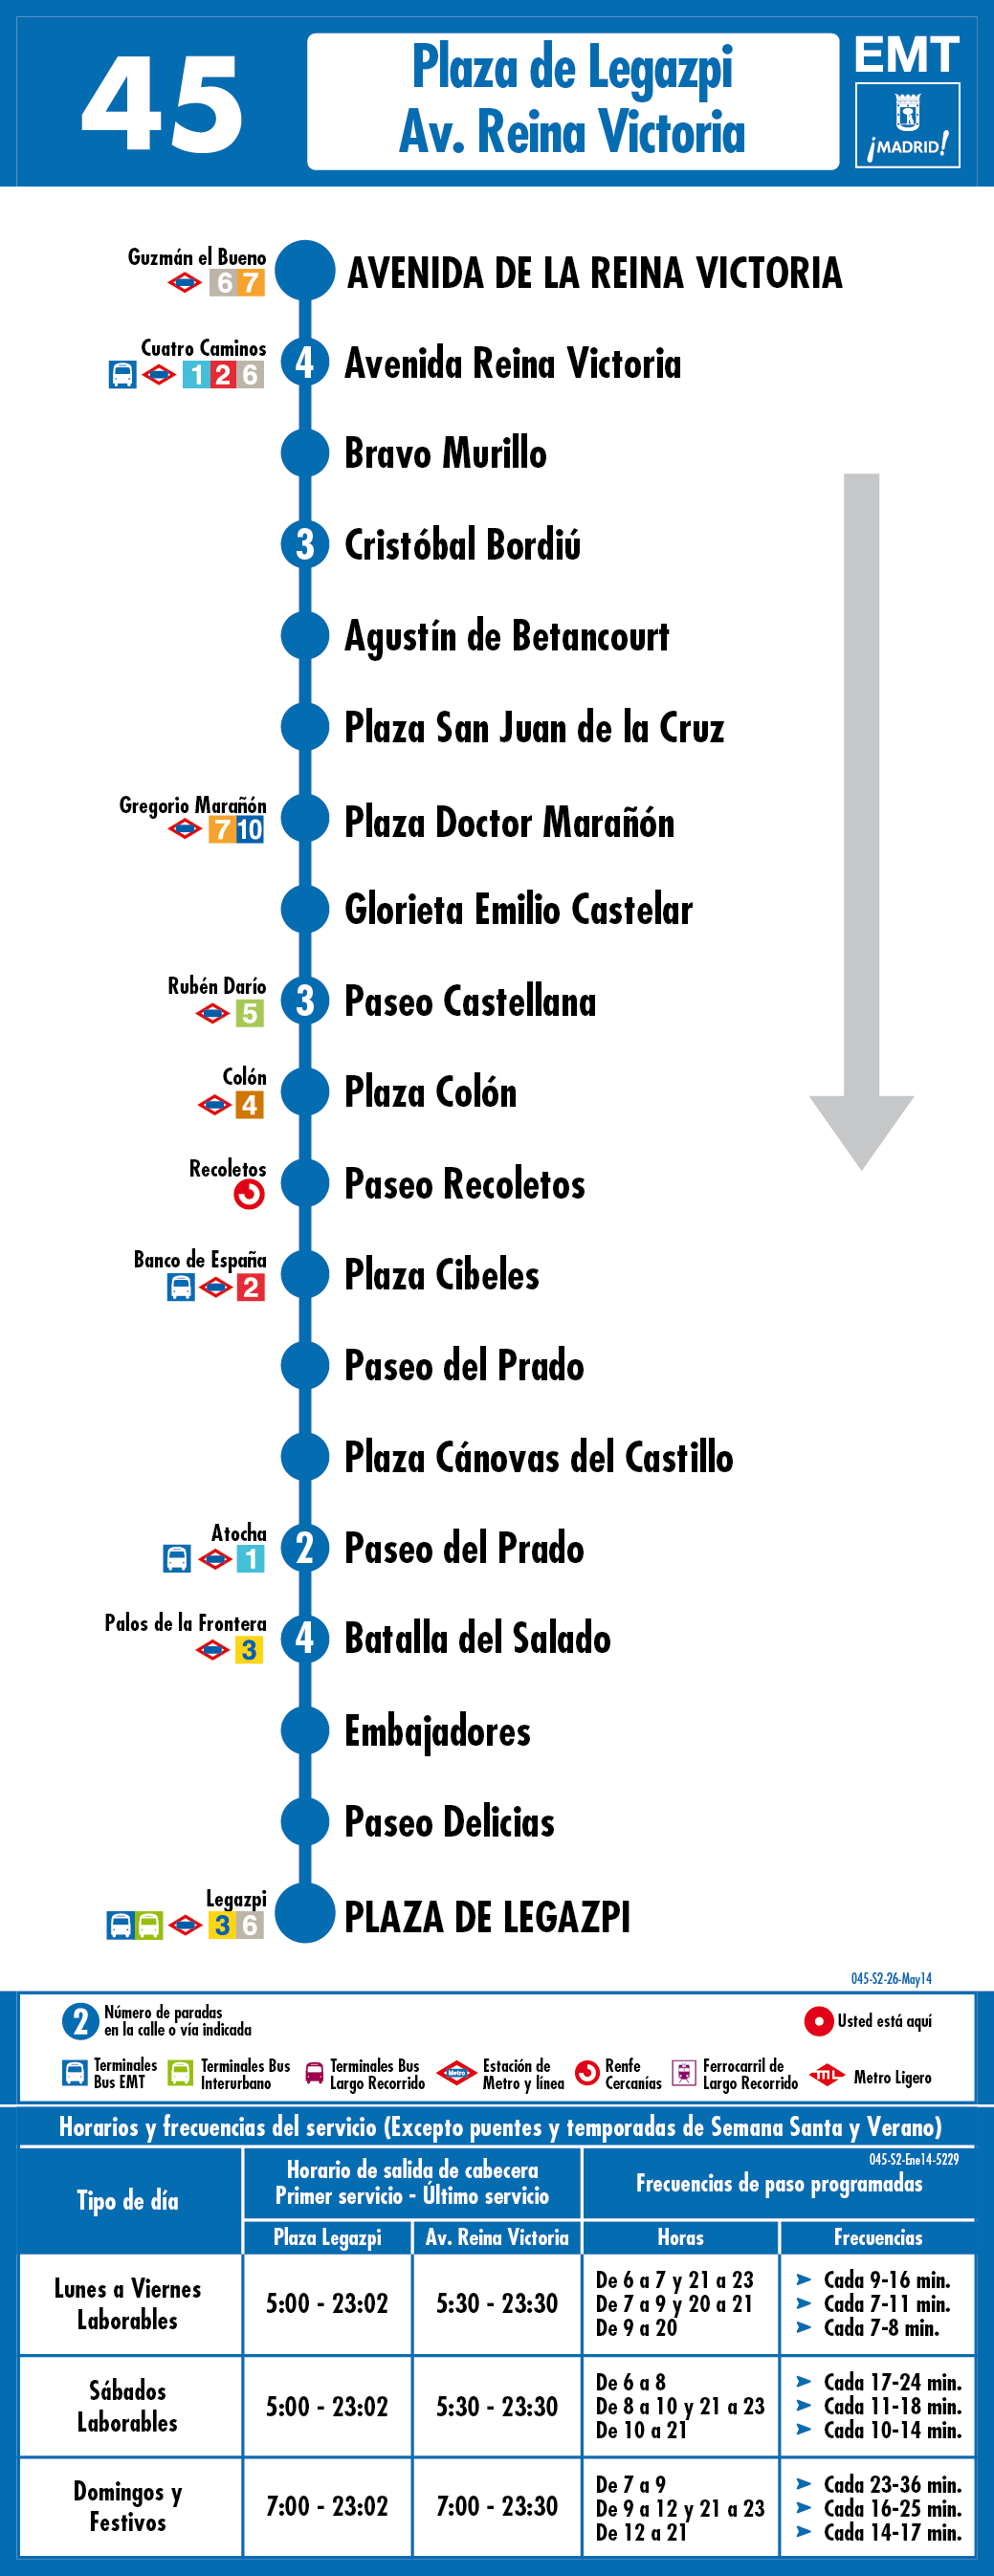 45
Plaza de Legazpi
Av. Reina Victoria
EMT
¡MADRID!
Guzmán el Bueno
6 7
AVENIDA DE LA REINA VICTORIA
Cuatro Caminos
1 2 6
4
Avenida Reina Victoria
Bravo Murillo
3
Cristóbal Bordiú
Agustín de Betancourt
Plaza San Juan de la Cruz
Gregorio Marañón
7 10
Plaza Doctor Marañón
Glorieta Emilio Castelar
Rubén Darío
5
3
Paseo Castellana
Colón
4
Plaza Colón
Recoletos
Paseo Recoletos
Banco de España
2
Plaza Cibeles
Paseo del Prado
Plaza Cánovas del Castillo
Atocha
1
2
Paseo del Prado
Palos de la Frontera
3
4
Batalla del Salado
Embajadores
Paseo Delicias
Legazpi
3 6
PLAZA DE LEGAZPI
045-S2-26-May14
2
Número de paradas
en la calle o vía indicada
Usted está aquí
Terminales
Bus EMT
Terminales Bus
Interurbano
Terminales Bus
Largo Recorrido
Metro
Estación de
Metro y línea
Renfe
Cercanías
Ferrocarril de
Largo Recorrido
ML
Metro Ligero
Horarios y frecuencias del servicio (Excepto puentes y temporadas de Semana Santa y Verano)
045-S2-Ene14-5229
Tipo de día
Horario de salida de cabecera
Primer servicio - Último servicio
Frecuencias de paso programadas
Plaza Legazpi
Av. Reina Victoria
Horas
Frecuencias
Lunes a Viernes
Laborables
5:00 - 23:02
5:30 - 23:30
De 6 a 7 y 21 a 23
Cada 9-16 min.
De 7 a 9 y 20 a 21
Cada 7-11 min.
De 9 a 20
Cada 7-8 min.
Sábados
Laborables
5:00 - 23:02
5:30 - 23:30
De 6 a 8
Cada 17-24 min.
De 8 a 10 y 21 a 23
Cada 11-18 min.
De 10 a 21
Cada 10-14 min.
Domingos y
Festivos
7:00 - 23:02
7:00 - 23:30
De 7 a 9
Cada 23-36 min.
De 9 a 12 y 21 a 23
Cada 16-25 min.
De 12 a 21
Cada 14-17 min.